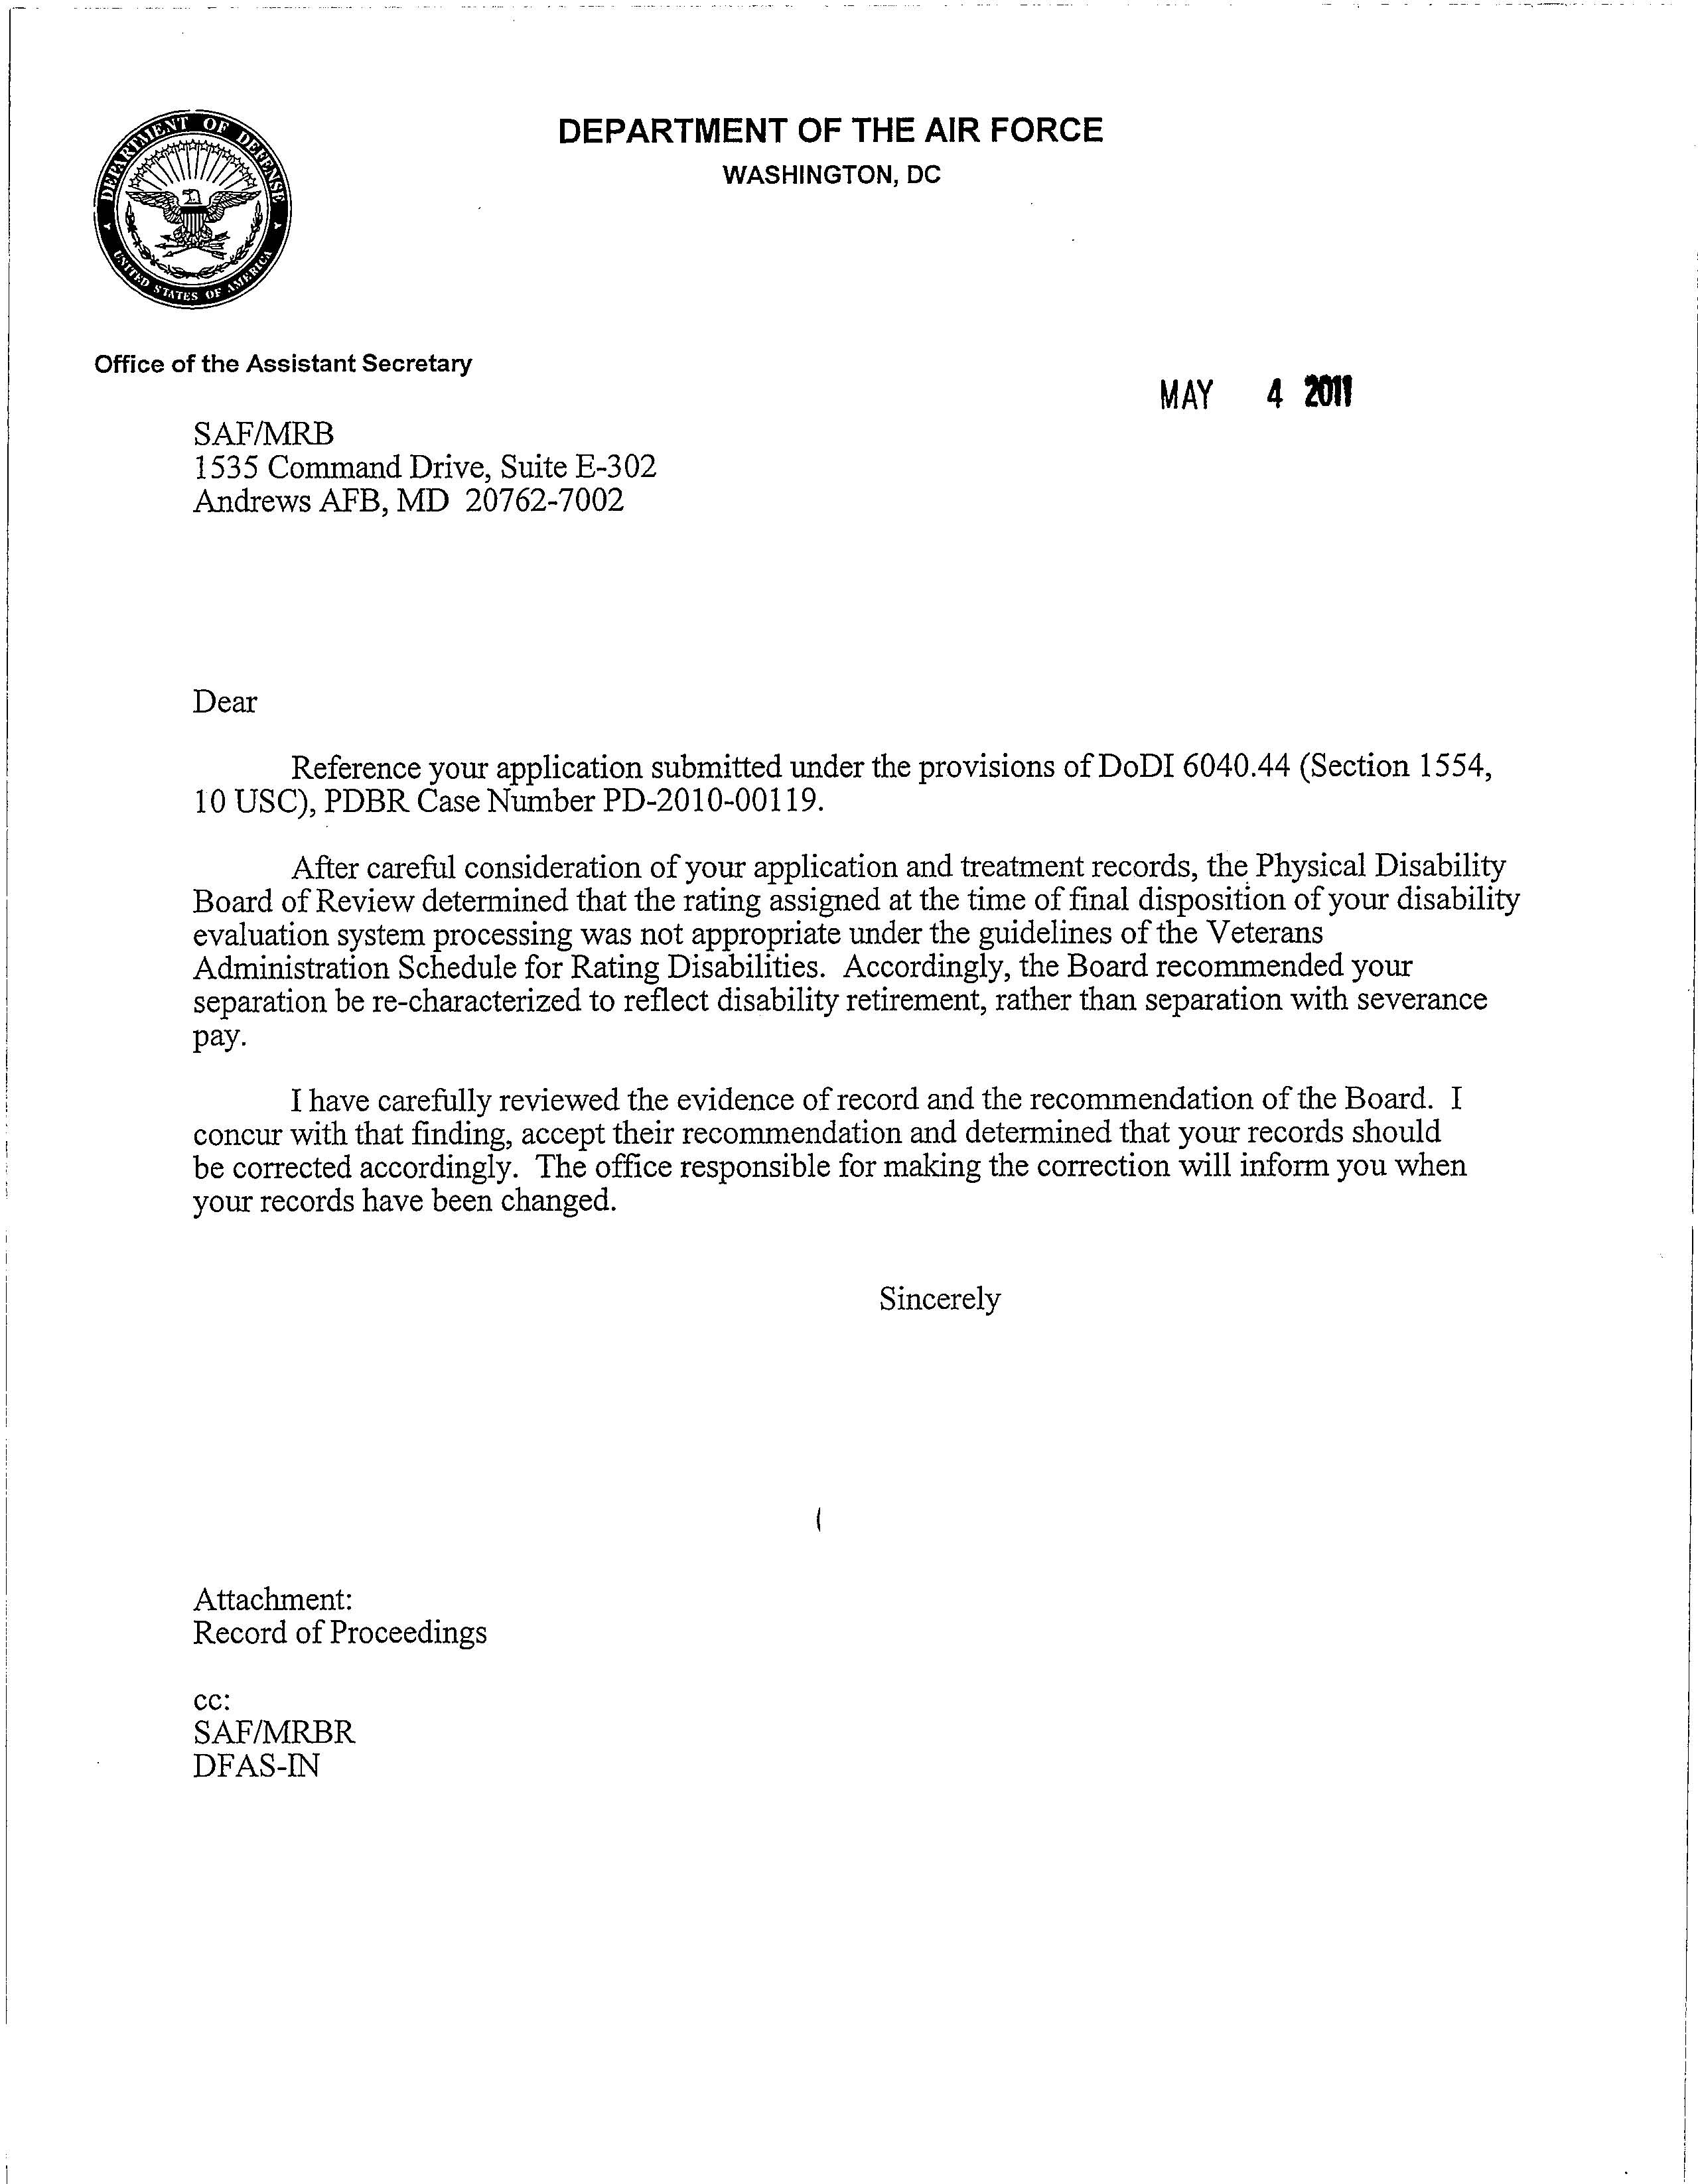 DEPARTMENT OF DEFENSE
UNITED STATES OF AMERICA
DEPARTMENT OF THE AIR FORCE
WASHINGTON, DC
Office of the Assistant Secretary
MAY 4 2011
SAF/MRB
1535 Command Drive, Suite E-302
Andrews AFB, MD 20762-7002
Dear
Reference your application submitted under the provisions of DoDI 6040.44 (Section 1554,
10 USC), PDBR Case Number PD-2010-00119.
After careful consideration of your application and treatment records, the Physical Disability
Board of Review determined that the rating assigned at the time of final disposition of your disability
evaluation system processing was not appropriate under the guidelines of the Veterans
Administration Schedule for Rating Disabilities. Accordingly, the Board recommended your
separation be re-characterized to reflect disability retirement, rather than separation with severance
pay.
I have carefully reviewed the evidence of record and the recommendation of the Board. I
concur with that finding, accept their recommendation and determined that your records should
be corrected accordingly. The office responsible for making the correction will inform you when
your records have been changed.
Sincerely
Attachment:
Record of Proceedings
cc:
SAF/MRBR
DFAS-IN